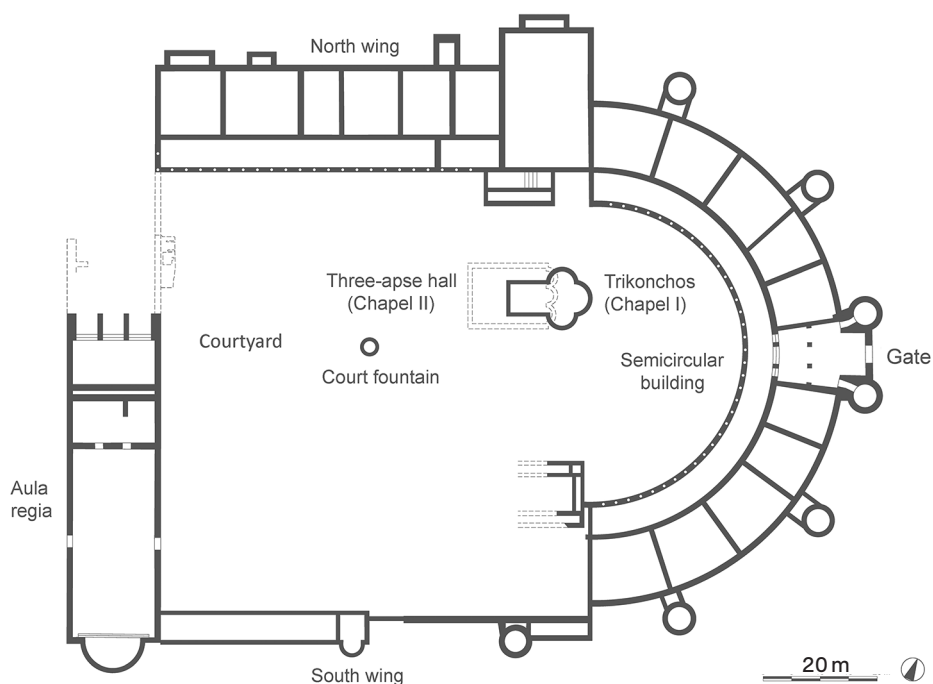 North wing
Three-apse hall
(Chapel II)
Trikonchos
(Chapel I)
Courtyard
Court fountain
Semicircular
building
Gate
Aula
regia
South wing
20 m